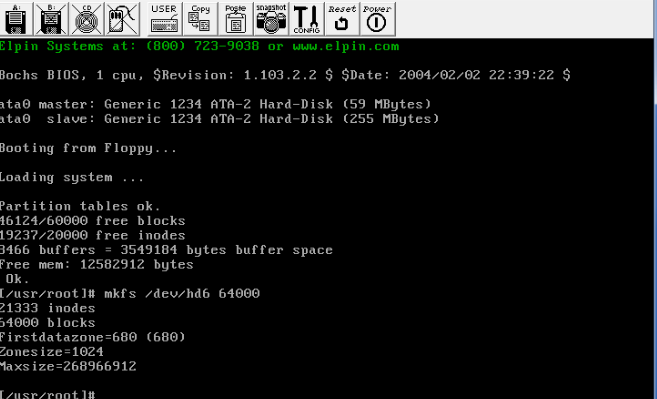 A:
B:
CD
USER
Copy
Paste
snapshot
CONFIG
Reset
Power
Elpin Systems at: (800) 723-9038 or www.elpin.com
Bochs BIOS, 1 cpu, $Revision: 1.103.2.2 $ $Date: 2004/02/02 22:39:22 $
ata0 master: Generic 1234 ATA-2 Hard-Disk (59 MBytes)
ata0  slave: Generic 1234 ATA-2 Hard-Disk (255 MBytes)
Booting from Floppy...
Loading system ...
Partition tables ok.
46124/60000 free blocks
19237/20000 free inodes
3466 buffers = 3549184 bytes buffer space
Free mem: 12582912 bytes
 Ok.
[/usr/root]# mkfs /dev/hd6 64000
21333 inodes
64000 blocks
Firstdatazone=680 (680)
Zonesize=1024
Maxsize=268966912
[/usr/root]#